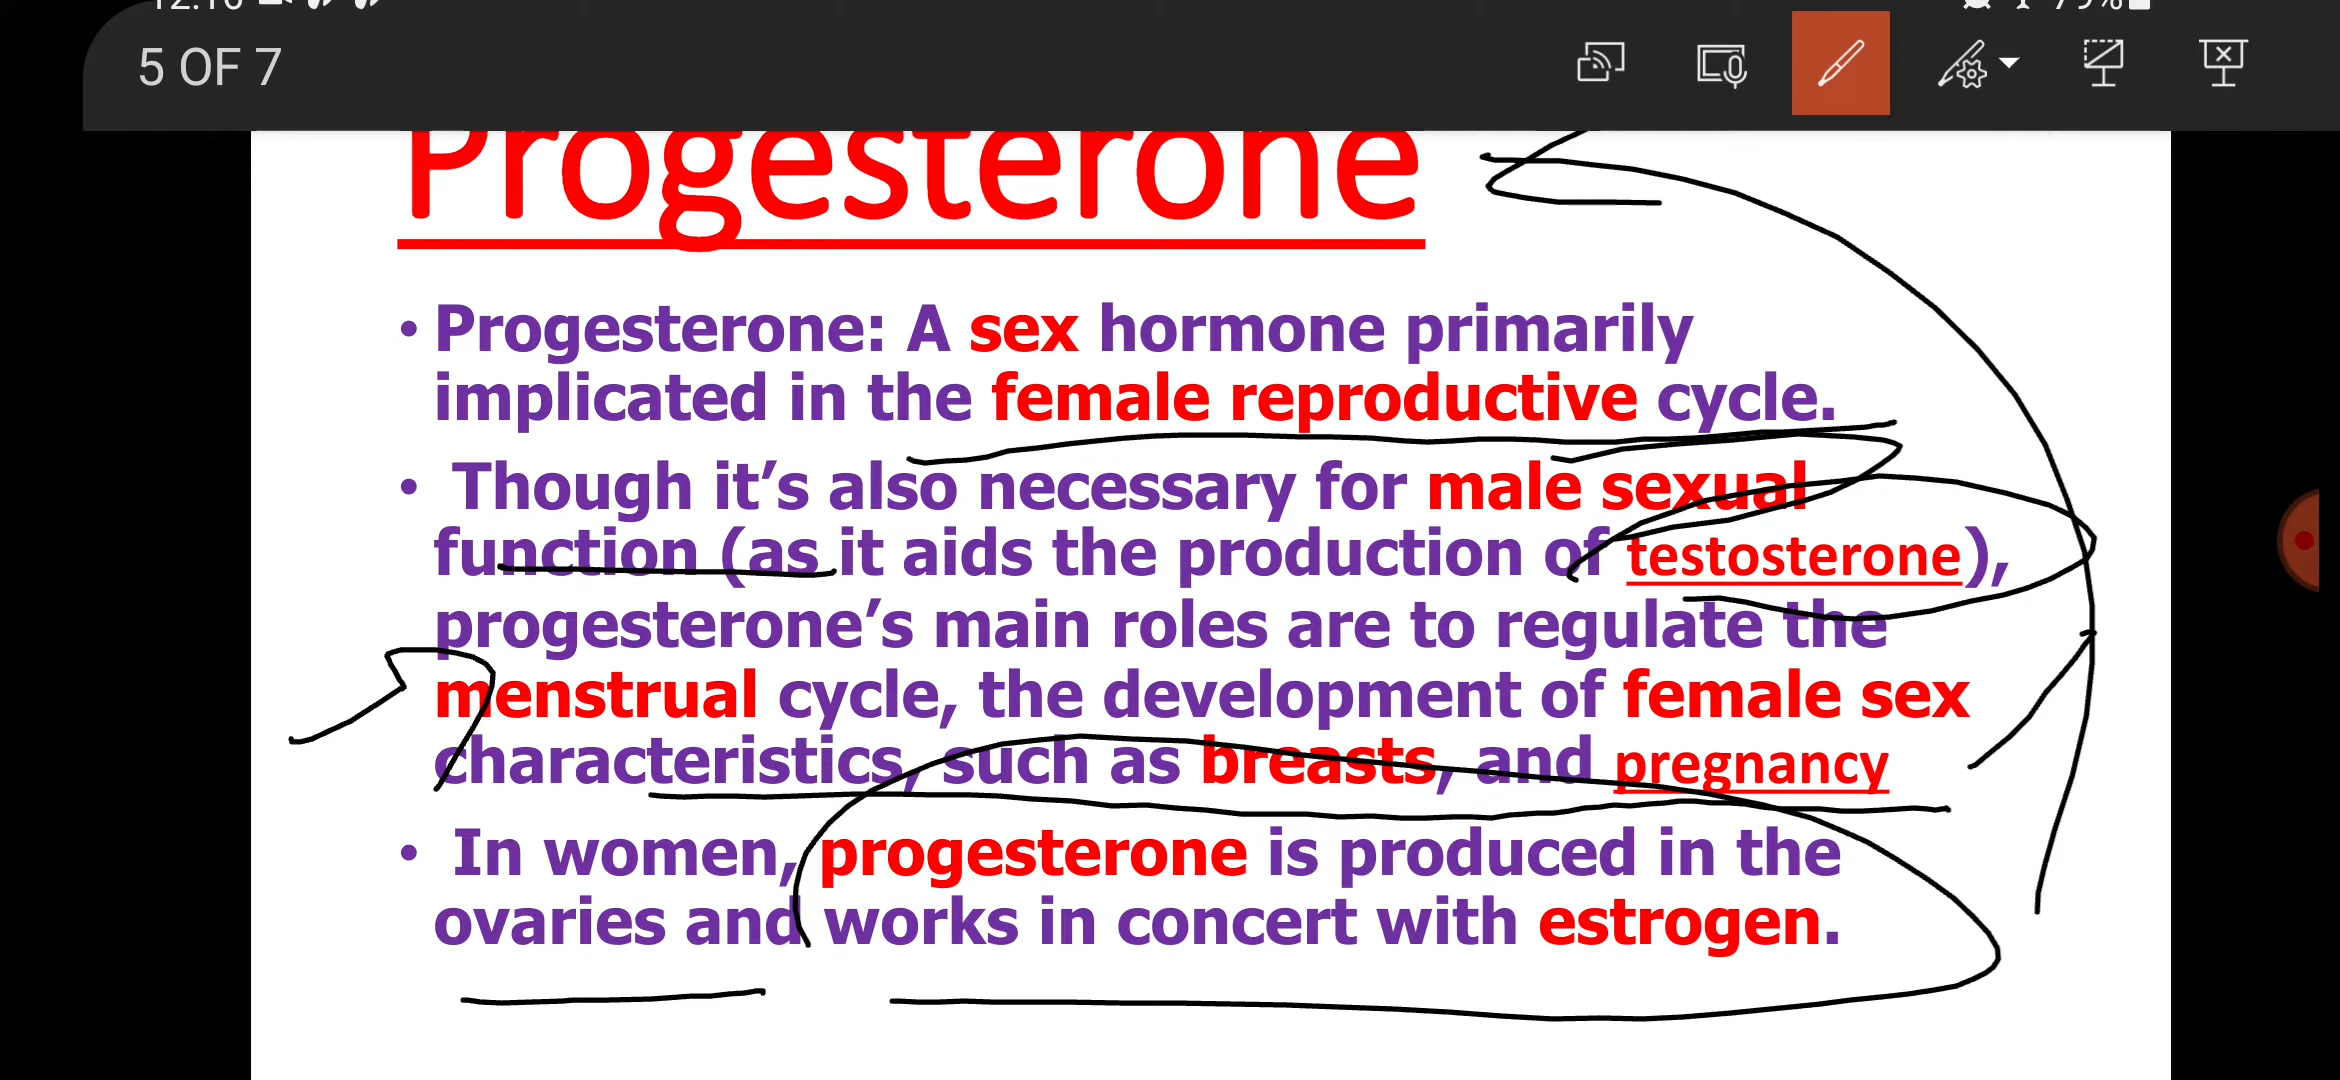 5 OF 7
Progesterone
• Progesterone: A sex hormone primarily
implicated in the female reproductive cycle.
• Though it’s also necessary for male sexual
function (as it aids the production of testosterone),
progesterone’s main roles are to regulate the
menstrual cycle, the development of female sex
characteristics, such as breasts, and pregnancy
• In women, progesterone is produced in the
ovaries and works in concert with estrogen.